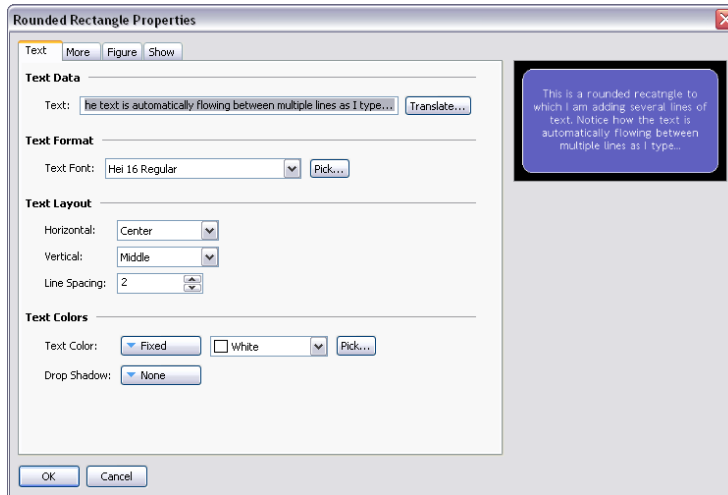 Rounded Rectangle Properties
Text More Figure Show
Text Data
Text: he text is automatically flowing between multiple lines as I type... Translate...
Text Format
Text Font: Hei 16 Regular Pick...
Text Layout
Horizontal: Center
Vertical: Middle
Line Spacing: 2
Text Colors
Text Color: Fixed White Pick...
Drop Shadow: None
OK Cancel
This is a rounded recatngle to
which I am adding several lines of
text. Notice how the text is
automatically flowing between
multiple lines as I type...